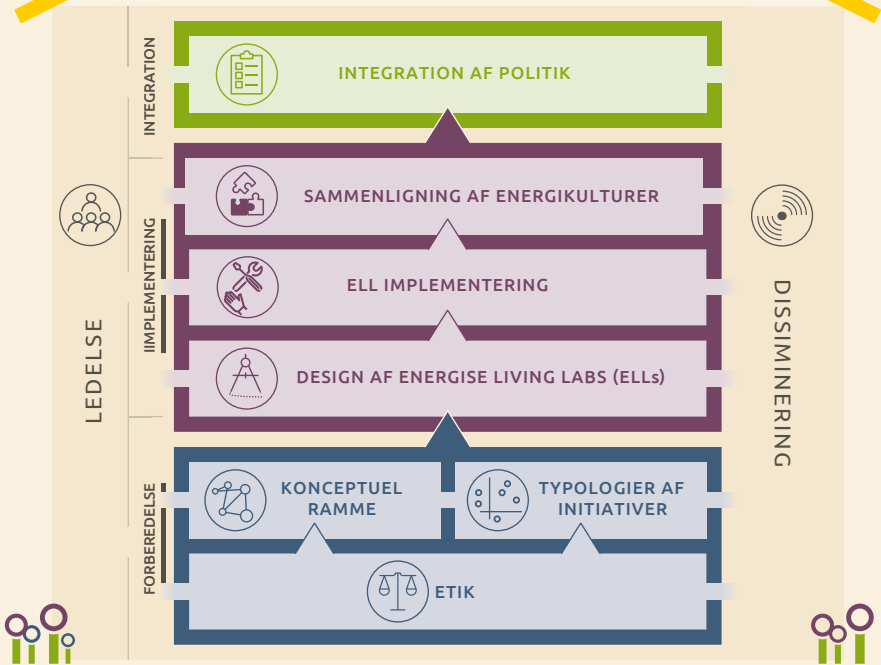 INTEGRATION
INTEGRATION AF POLITIK
SAMMENLIGNING AF ENERGIKULTURER
IIMPLEMENTERING
ELL IMPLEMENTERING
DESIGN AF ENERGISE LIVING LABS (ELLs)
LEDELSE
DISSIMINERING
FORBEREDELSE
KONCEPTUEL
RAMME
TYPOLOGIER AF
INITIATIVER
ETIK